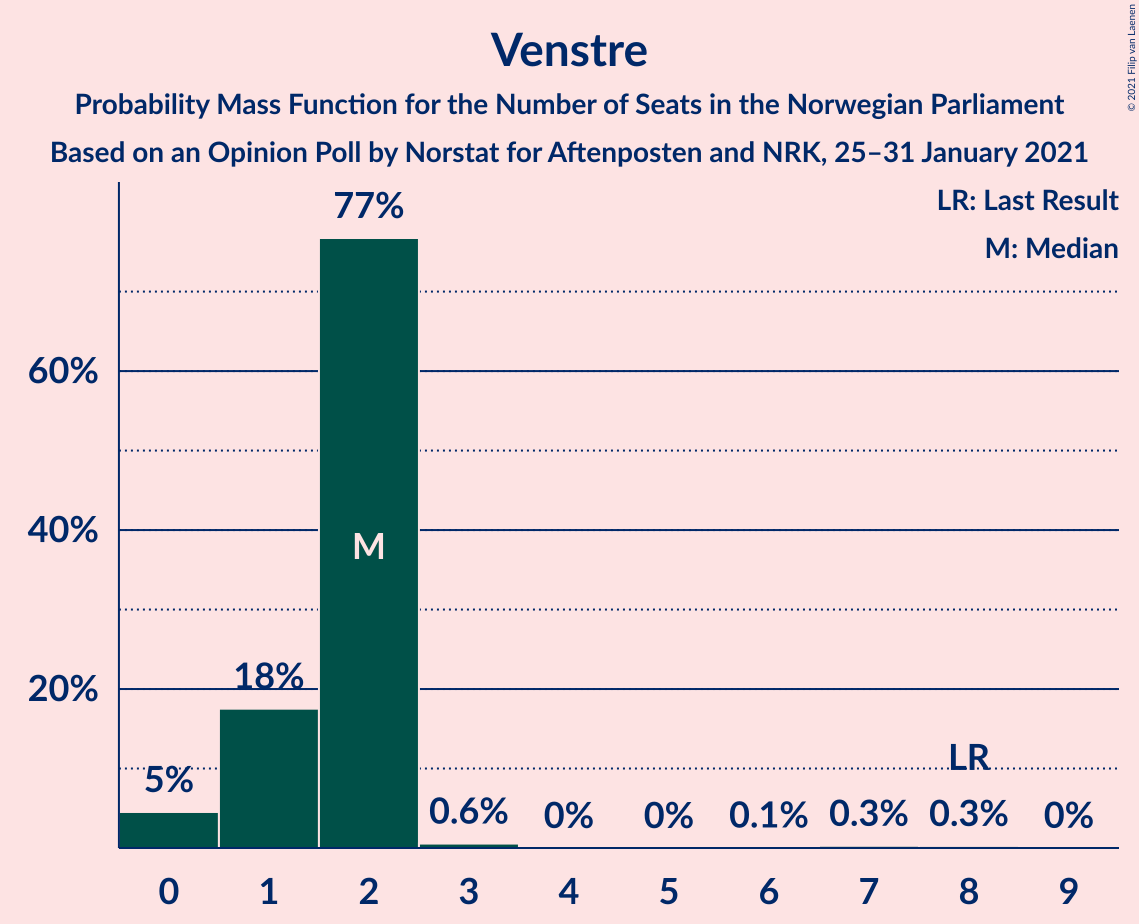 Venstre
Probability Mass Function for the Number of Seats in the Norwegian Parliament
Based on an Opinion Poll by Norstat for Aftenposten and NRK, 25–31 January 2021
© 2021 Filip van Laenen
LR: Last Result
M: Median
77%
60%
40%
M
20%
18%
5%
LR
0.6%
0%
0%
0.1%
0.3%
0.3%
0%
0
1
2
3
4
5
6
7
8
9